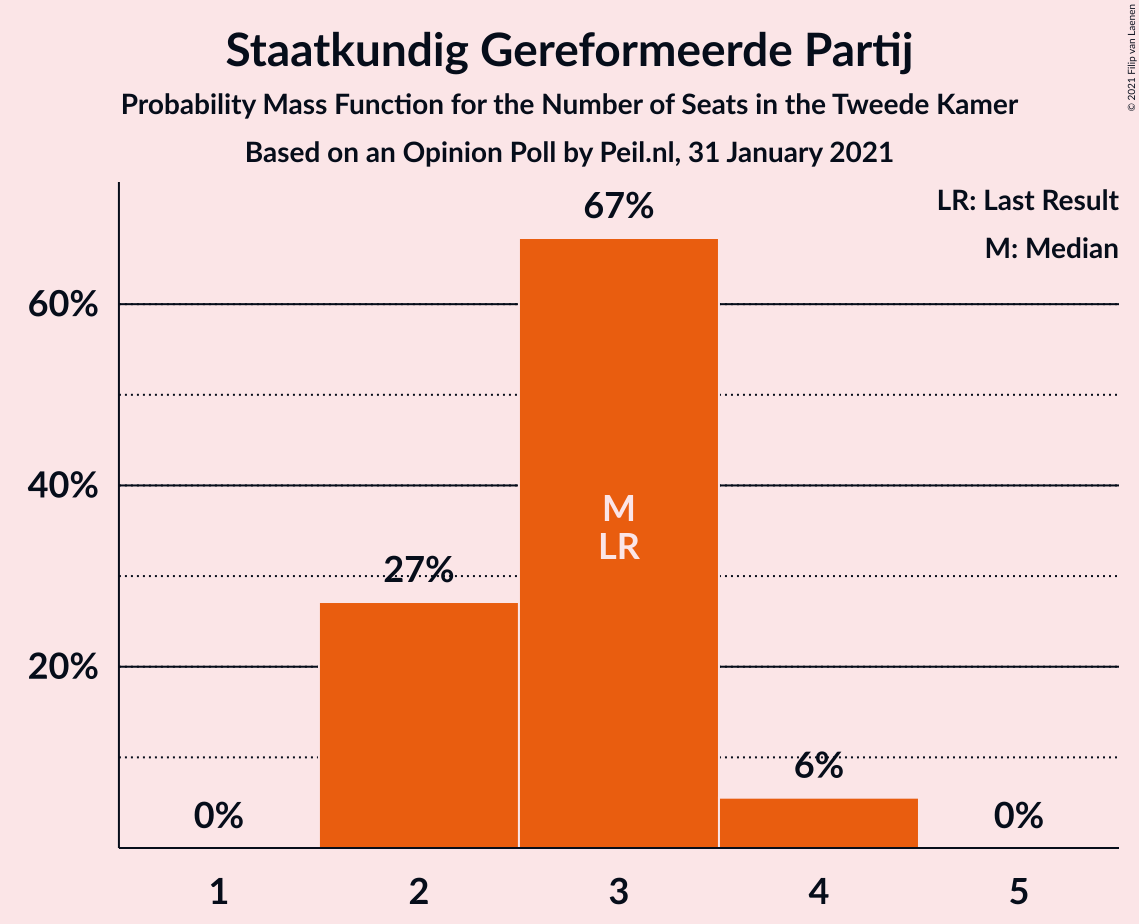 Staatkundig Gereformeerde Partij
Probability Mass Function for the Number of Seats in the Tweede Kamer
Based on an Opinion Poll by Peil.nl, 31 January 2021
© 2021 Filip van Laenen
LR: Last Result
M: Median
67%
60%
40%
M
LR
27%
20%
6%
0%
0%
1
2
3
4
5